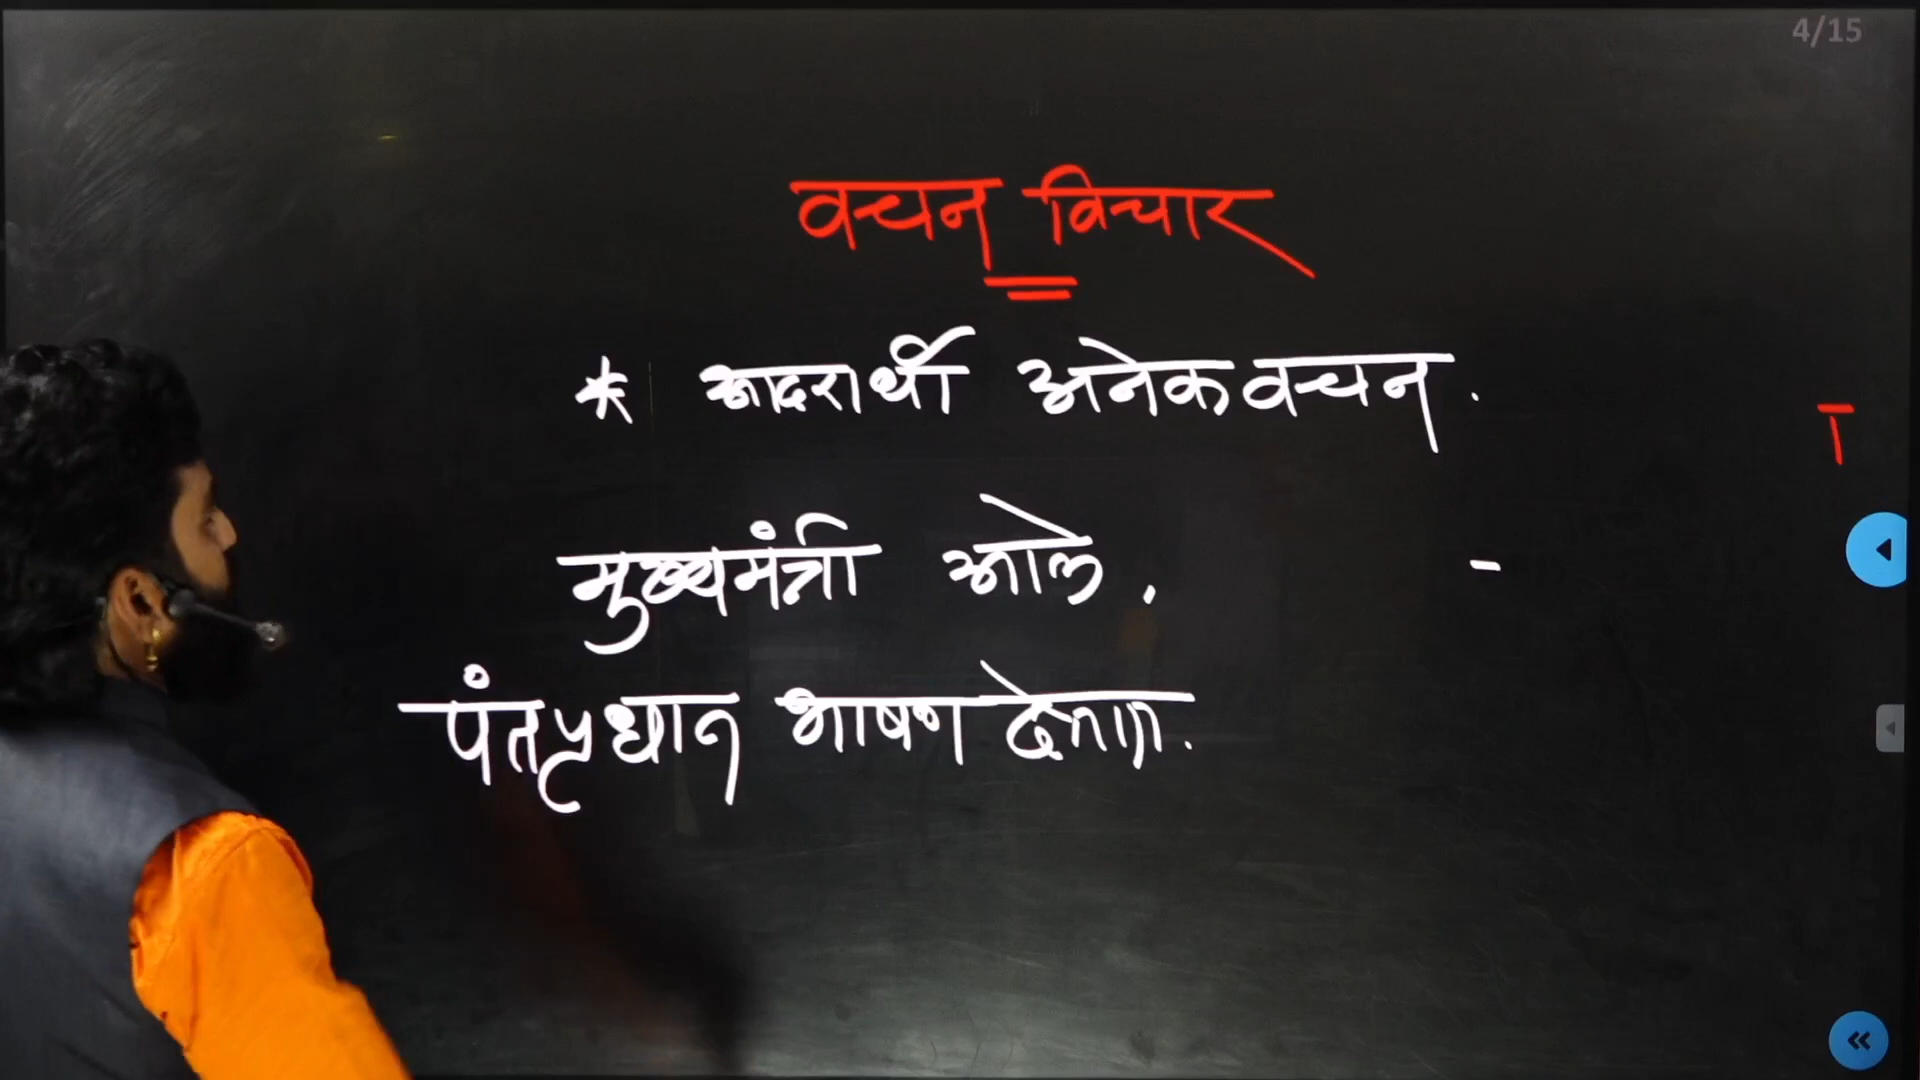 4/15
वचन विचार
* आदरार्थी अनेकवचन.
मुख्यमंत्री आले.
पंतप्रधान भाषण देतात.